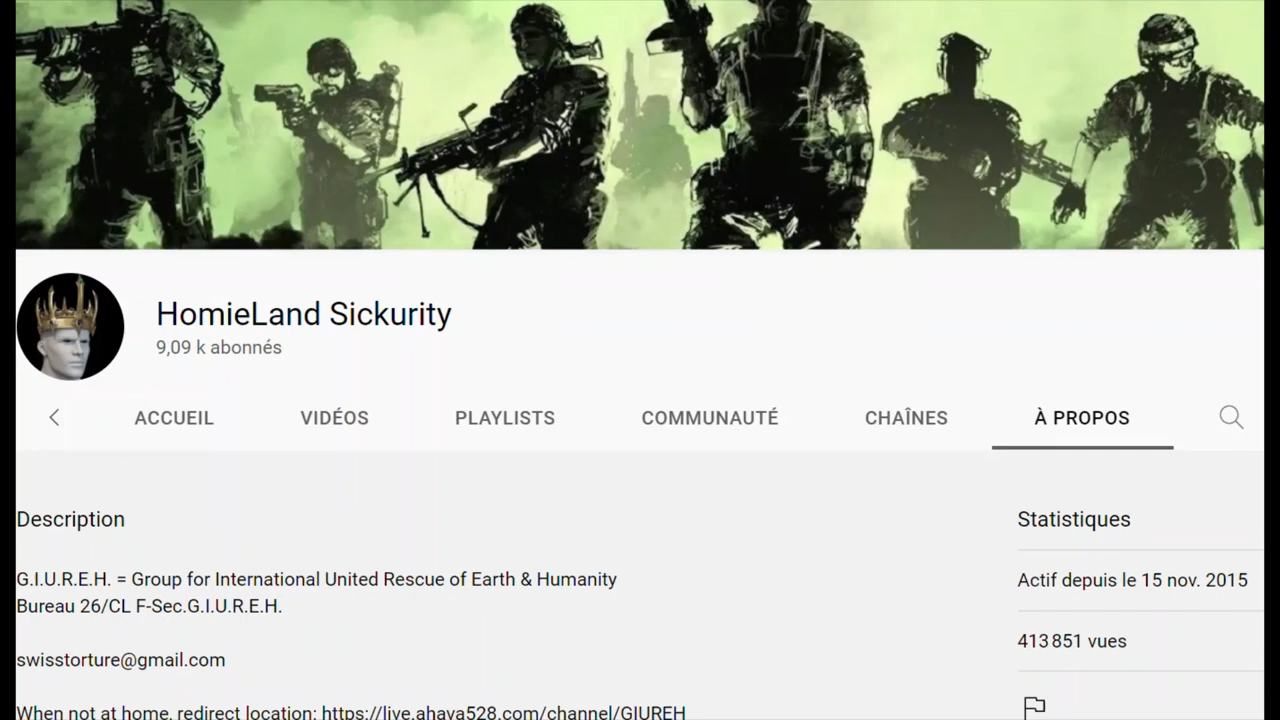 HomieLand Sickurity
9,09 k abonnés
ACCUEIL VIDÉOS PLAYLISTS COMMUNAUTÉ CHAÎNES À PROPOS
Description
Statistiques
G.I.U.R.E.H. = Group for International United Rescue of Earth & Humanity
Actif depuis le 15 nov. 2015
Bureau 26/CL F-Sec.G.I.U.R.E.H.
413 851 vues
swisstorture@gmail.com
When not at home, redirect location: https://live.ahava528.com/channel/GIUREH